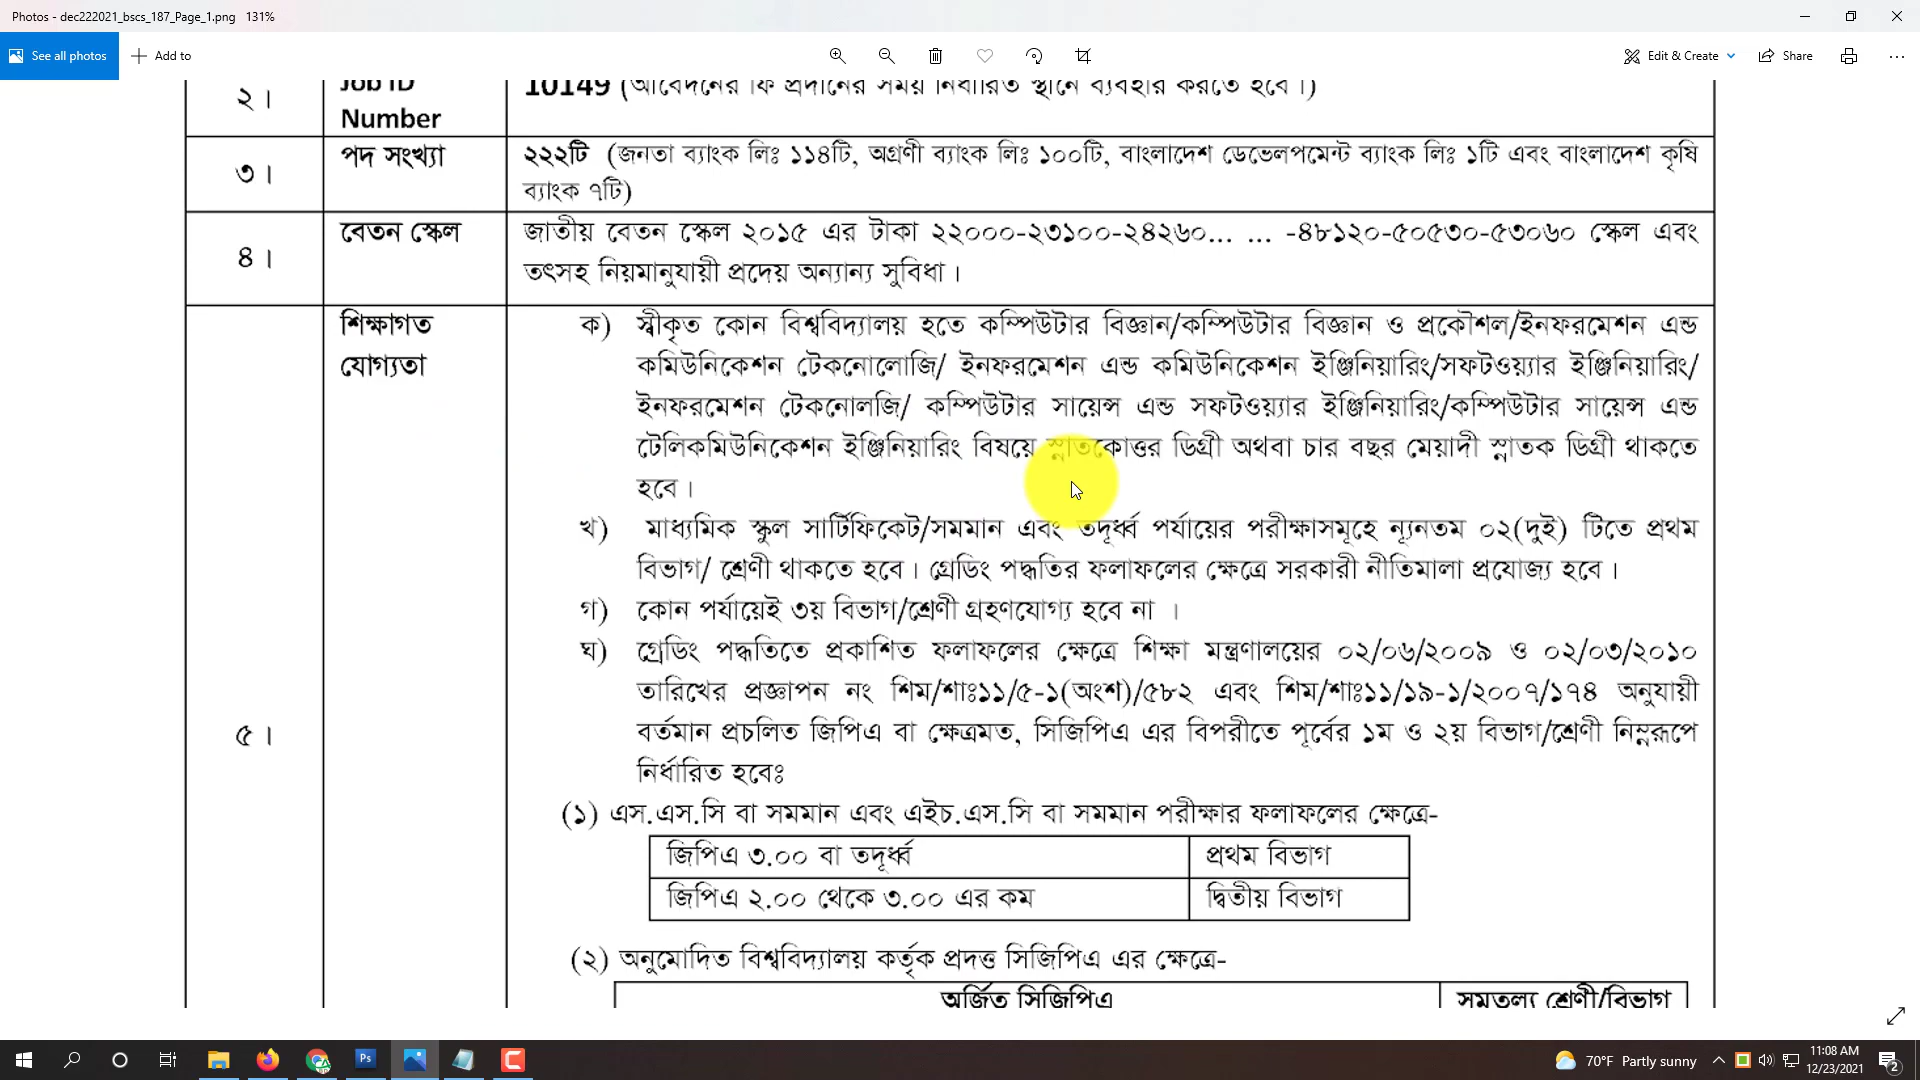 Photos - dec222021_bscs_187_Page_1.png 131%
See all photos
Add to
Edit & Create
Share
২।
Job ID
Number
10149 (আবেদনের ফি প্রদানের সময় নির্ধারিত স্থানে ব্যবহার করতে হবে।)
৩।
পদ সংখ্যা
২২২টি (জনতা ব্যাংক লিঃ ১১৪টি, অগ্রণী ব্যাংক লিঃ ১০০টি, বাংলাদেশ ডেভেলপমেন্ট ব্যাংক লিঃ ১টি এবং বাংলাদেশ কৃষি
ব্যাংক ৭টি)
৪।
বেতন স্কেল
জাতীয় বেতন স্কেল ২০১৫ এর টাকা ২২০০০-২৩১০০-২৪২৬০... ... -৪৮১২০-৫০৫৩০-৫৩০৬০ স্কেল এবং
তৎসহ নিয়মানুযায়ী প্রদেয় অন্যান্য সুবিধা।
৫।
শিক্ষাগত
যোগ্যতা
ক) স্বীকৃত কোন বিশ্ববিদ্যালয় হতে কম্পিউটার বিজ্ঞান/কম্পিউটার বিজ্ঞান ও প্রকৌশল/ইনফরমেশন এন্ড
কমিউনিকেশন টেকনোলোজি/ ইনফরমেশন এন্ড কমিউনিকেশন ইঞ্জিনিয়ারিং/সফটওয়্যার ইঞ্জিনিয়ারিং/
ইনফরমেশন টেকনোলজি/ কম্পিউটার সায়েন্স এন্ড সফটওয়্যার ইঞ্জিনিয়ারিং/কম্পিউটার সায়েন্স এন্ড
টেলিকমিউনিকেশন ইঞ্জিনিয়ারিং বিষয়ে স্নাতকোত্তর ডিগ্রী অথবা চার বছর মেয়াদী স্নাতক ডিগ্রী থাকতে
হবে।
খ) মাধ্যমিক স্কুল সার্টিফিকেট/সমমান এবং তদূর্ধ্ব পর্যায়ের পরীক্ষাসমূহে ন্যূনতম ০২(দুই) টিতে প্রথম
বিভাগ/ শ্রেণী থাকতে হবে। গ্রেডিং পদ্ধতির ফলাফলের ক্ষেত্রে সরকারী নীতিমালা প্রযোজ্য হবে।
গ) কোন পর্যায়েই ৩য় বিভাগ/শ্রেণী গ্রহণযোগ্য হবে না ।
ঘ) গ্রেডিং পদ্ধতিতে প্রকাশিত ফলাফলের ক্ষেত্রে শিক্ষা মন্ত্রণালয়ের ০২/০৬/২০০৯ ও ০২/০৩/২০১০
তারিখের প্রজ্ঞাপন নং শিম/শাঃ১১/৫-১(অংশ)/৫৮২ এবং শিম/শাঃ১১/১৯-১/২০০৭/১৭৪ অনুযায়ী
বর্তমান প্রচলিত জিপিএ বা ক্ষেত্রমত, সিজিপিএ এর বিপরীতে পূর্বের ১ম ও ২য় বিভাগ/শ্রেণী নিম্নরূপে
নির্ধারিত হবেঃ
(১) এস.এস.সি বা সমমান এবং এইচ.এস.সি বা সমমান পরীক্ষার ফলাফলের ক্ষেত্রে-
জিপিএ ৩.০০ বা তদূর্ধ্ব প্রথম বিভাগ
জিপিএ ২.০০ থেকে ৩.০০ এর কম দ্বিতীয় বিভাগ
(২) অনুমোদিত বিশ্ববিদ্যালয় কর্তৃক প্রদত্ত সিজিপিএ এর ক্ষেত্রে-
অর্জিত সিজিপিএ সমতুল্য শ্রেণী/বিভাগ
Ps
70°F Partly sunny
11:08 AM
12/23/2021
2